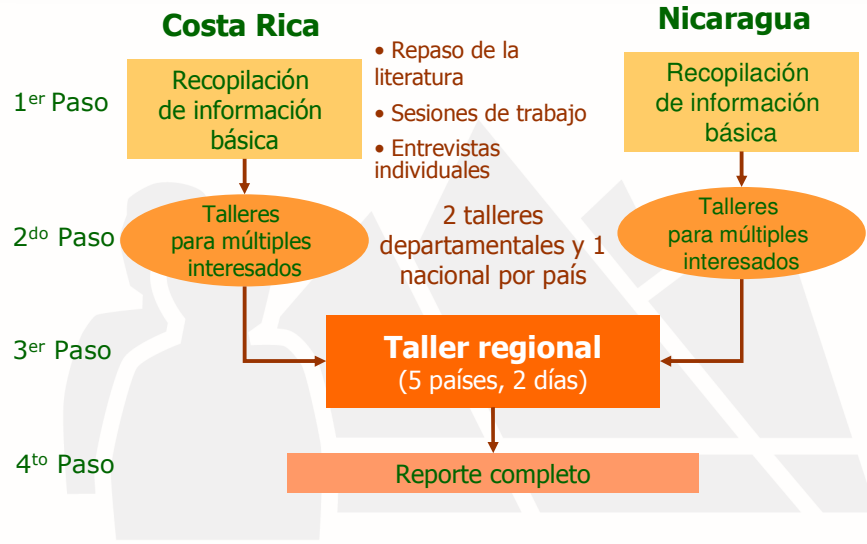 Costa Rica
Nicaragua
1er Paso
Recopilación
de información
básica
• Repaso de la
literatura
• Sesiones de trabajo
• Entrevistas
individuales
Recopilación
de información
básica
2do Paso
Talleres
para múltiples
interesados
2 talleres
departamentales y 1
nacional por país
Talleres
para múltiples
interesados
3er Paso
Taller regional
(5 países, 2 días)
4to Paso
Reporte completo